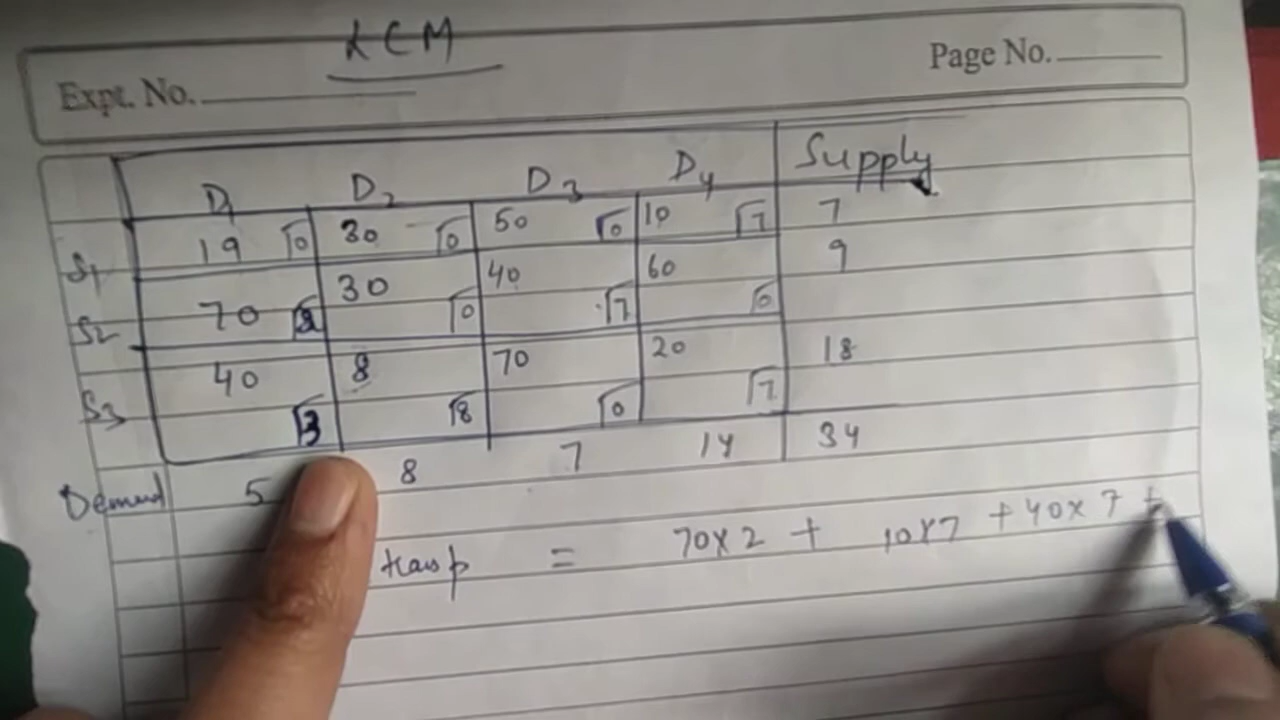 LCM
Expt. No.
Page No.
D1 D2 D3 D4 Supply
S1 19 0 30 0 50 0 10 7 7
S2 70 2 30 0 40 7 60 0 9
S3 40 3 8 8 70 0 20 7 18
Demand 5 8 7 14 34
transp = 70x2 + 10x7 + 40x7 +